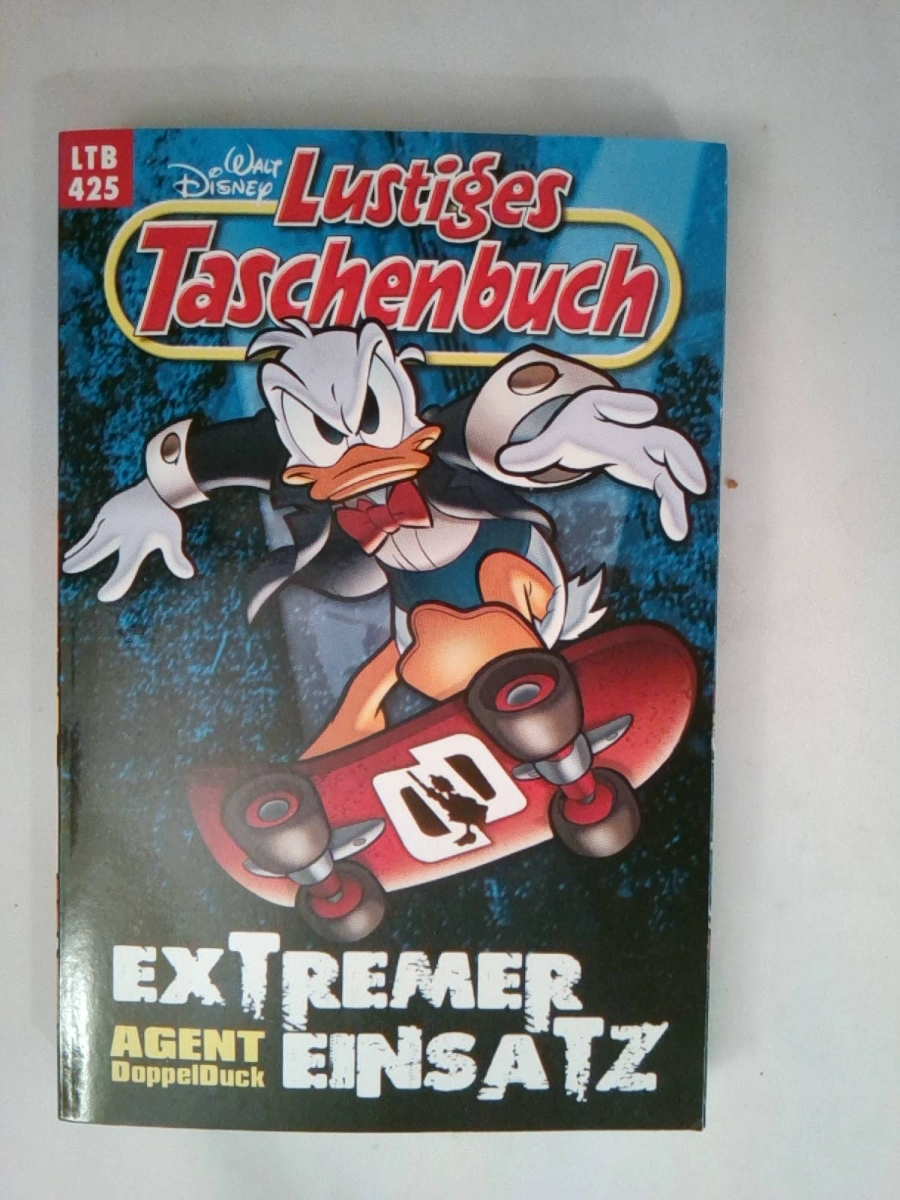 LTB
425
WALT
DISNEY
Lustiges
Taschenbuch
EXTREMER
AGENT
DoppelDuck
EINSATZ